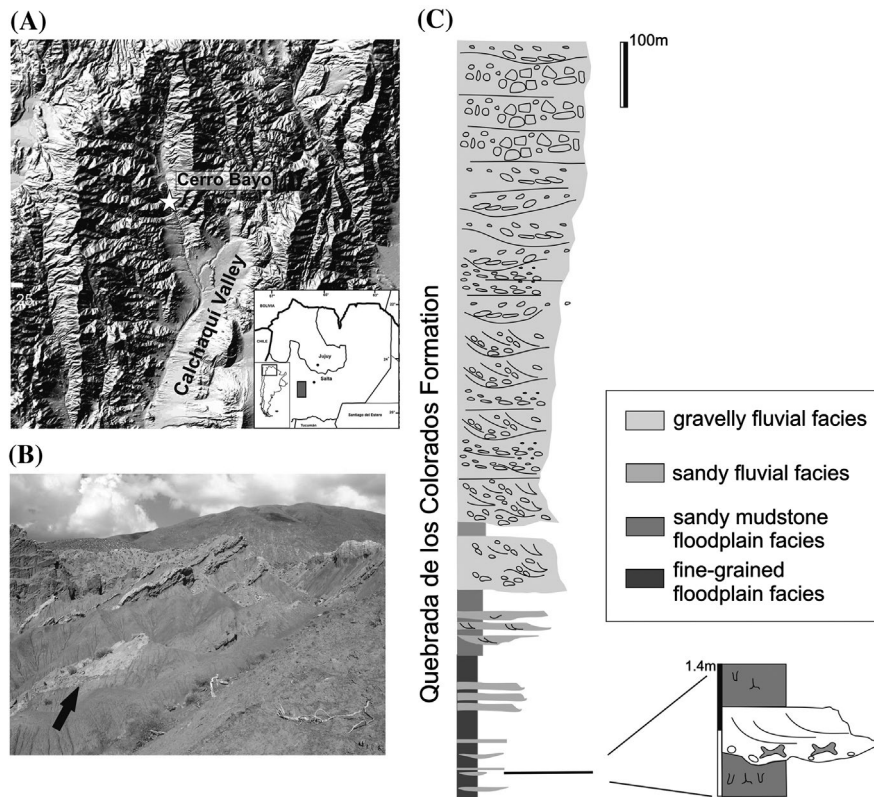 (A)
Cerro Bayo
25
Calchaquí Valley
BOLIVIA
CHILE
Jujuy
Salta
Tucumán
Santiago del Estero
(B)
(C)
100m
Quebrada de los Colorados Formation
gravelly fluvial facies
sandy fluvial facies
sandy mudstone
floodplain facies
fine-grained
floodplain facies
1.4m